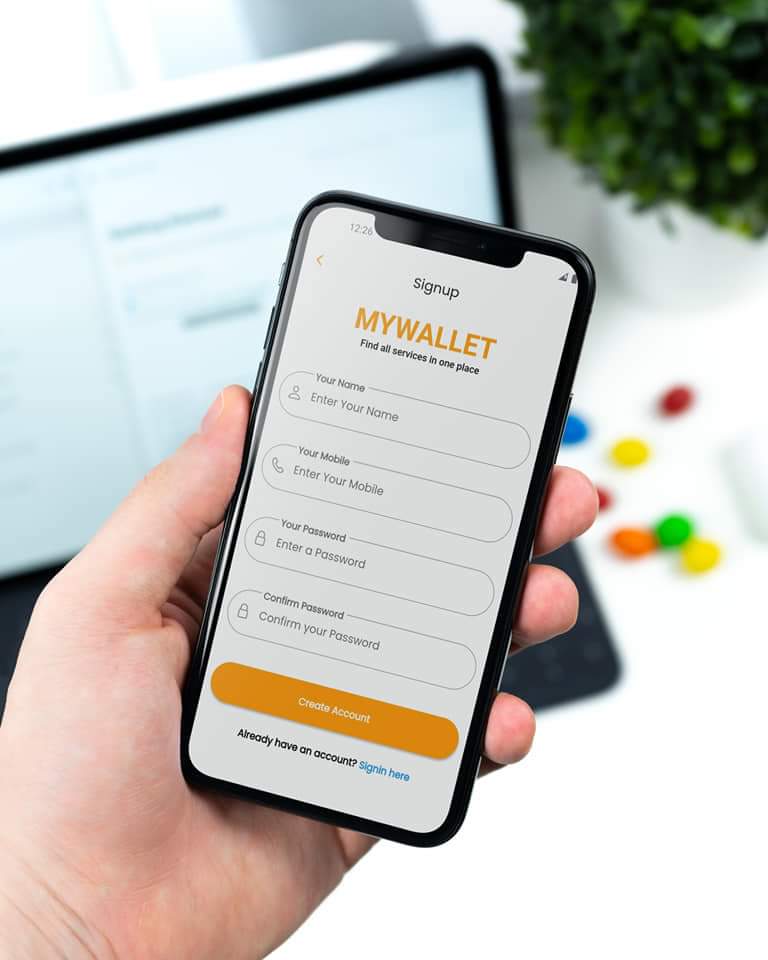 12:26
Signup
MYWALLET
Find all services in one place
Your Name
Enter Your Name
Your Mobile
Enter Your Mobile
Your Password
Enter a Password
Confirm Password
Confirm your Password
Create Account
Already have an account? Signin here